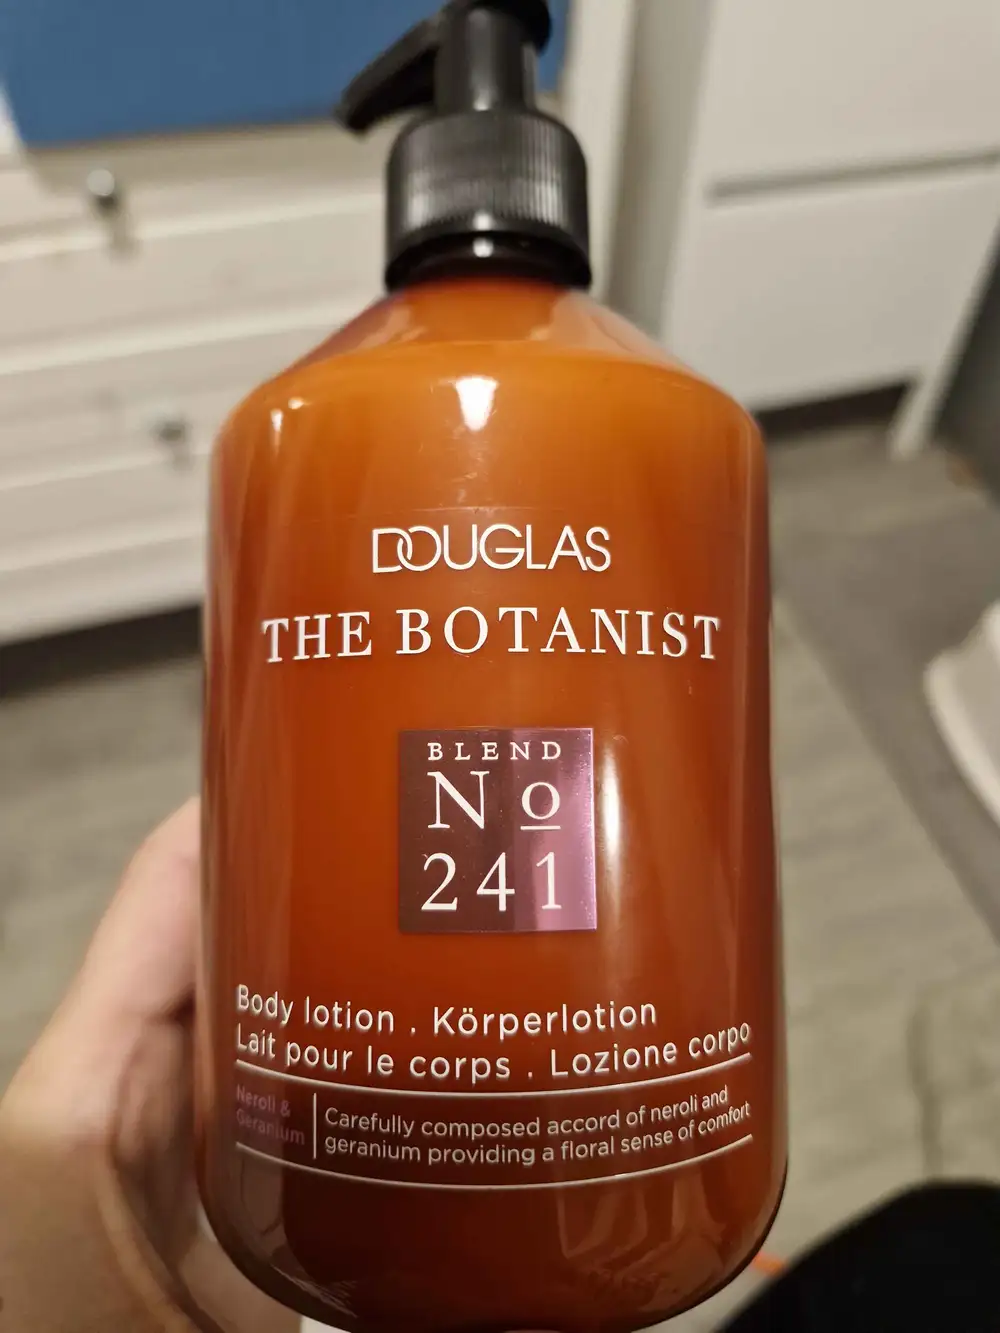 DOUGLAS
THE BOTANIST
BLEND
No
241
Body lotion . Körperlotion
Lait pour le corps . Lozione corpo
Neroli &
Geranium
Carefully composed accord of neroli and
geranium providing a floral sense of comfort